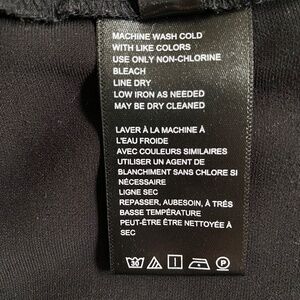 MACHINE WASH COLD
WITH LIKE COLORS
USE ONLY NON-CHLORINE
BLEACH
LINE DRY
LOW IRON AS NEEDED
MAY BE DRY CLEANED
LAVER À LA MACHINE À
L'EAU FROIDE
AVEC COULEURS SIMILAIRES
UTILISER UN AGENT DE
BLANCHIMENT SANS CHLORE SI
NÉCESSAIRE
LIGNE SEC
REPASSER, AUBESOIN, À TRÉS
BASSE TEMPÉRATURE
PEUT-ÊTRE ÊTRE NETTOYÉE À
SEC
30 P